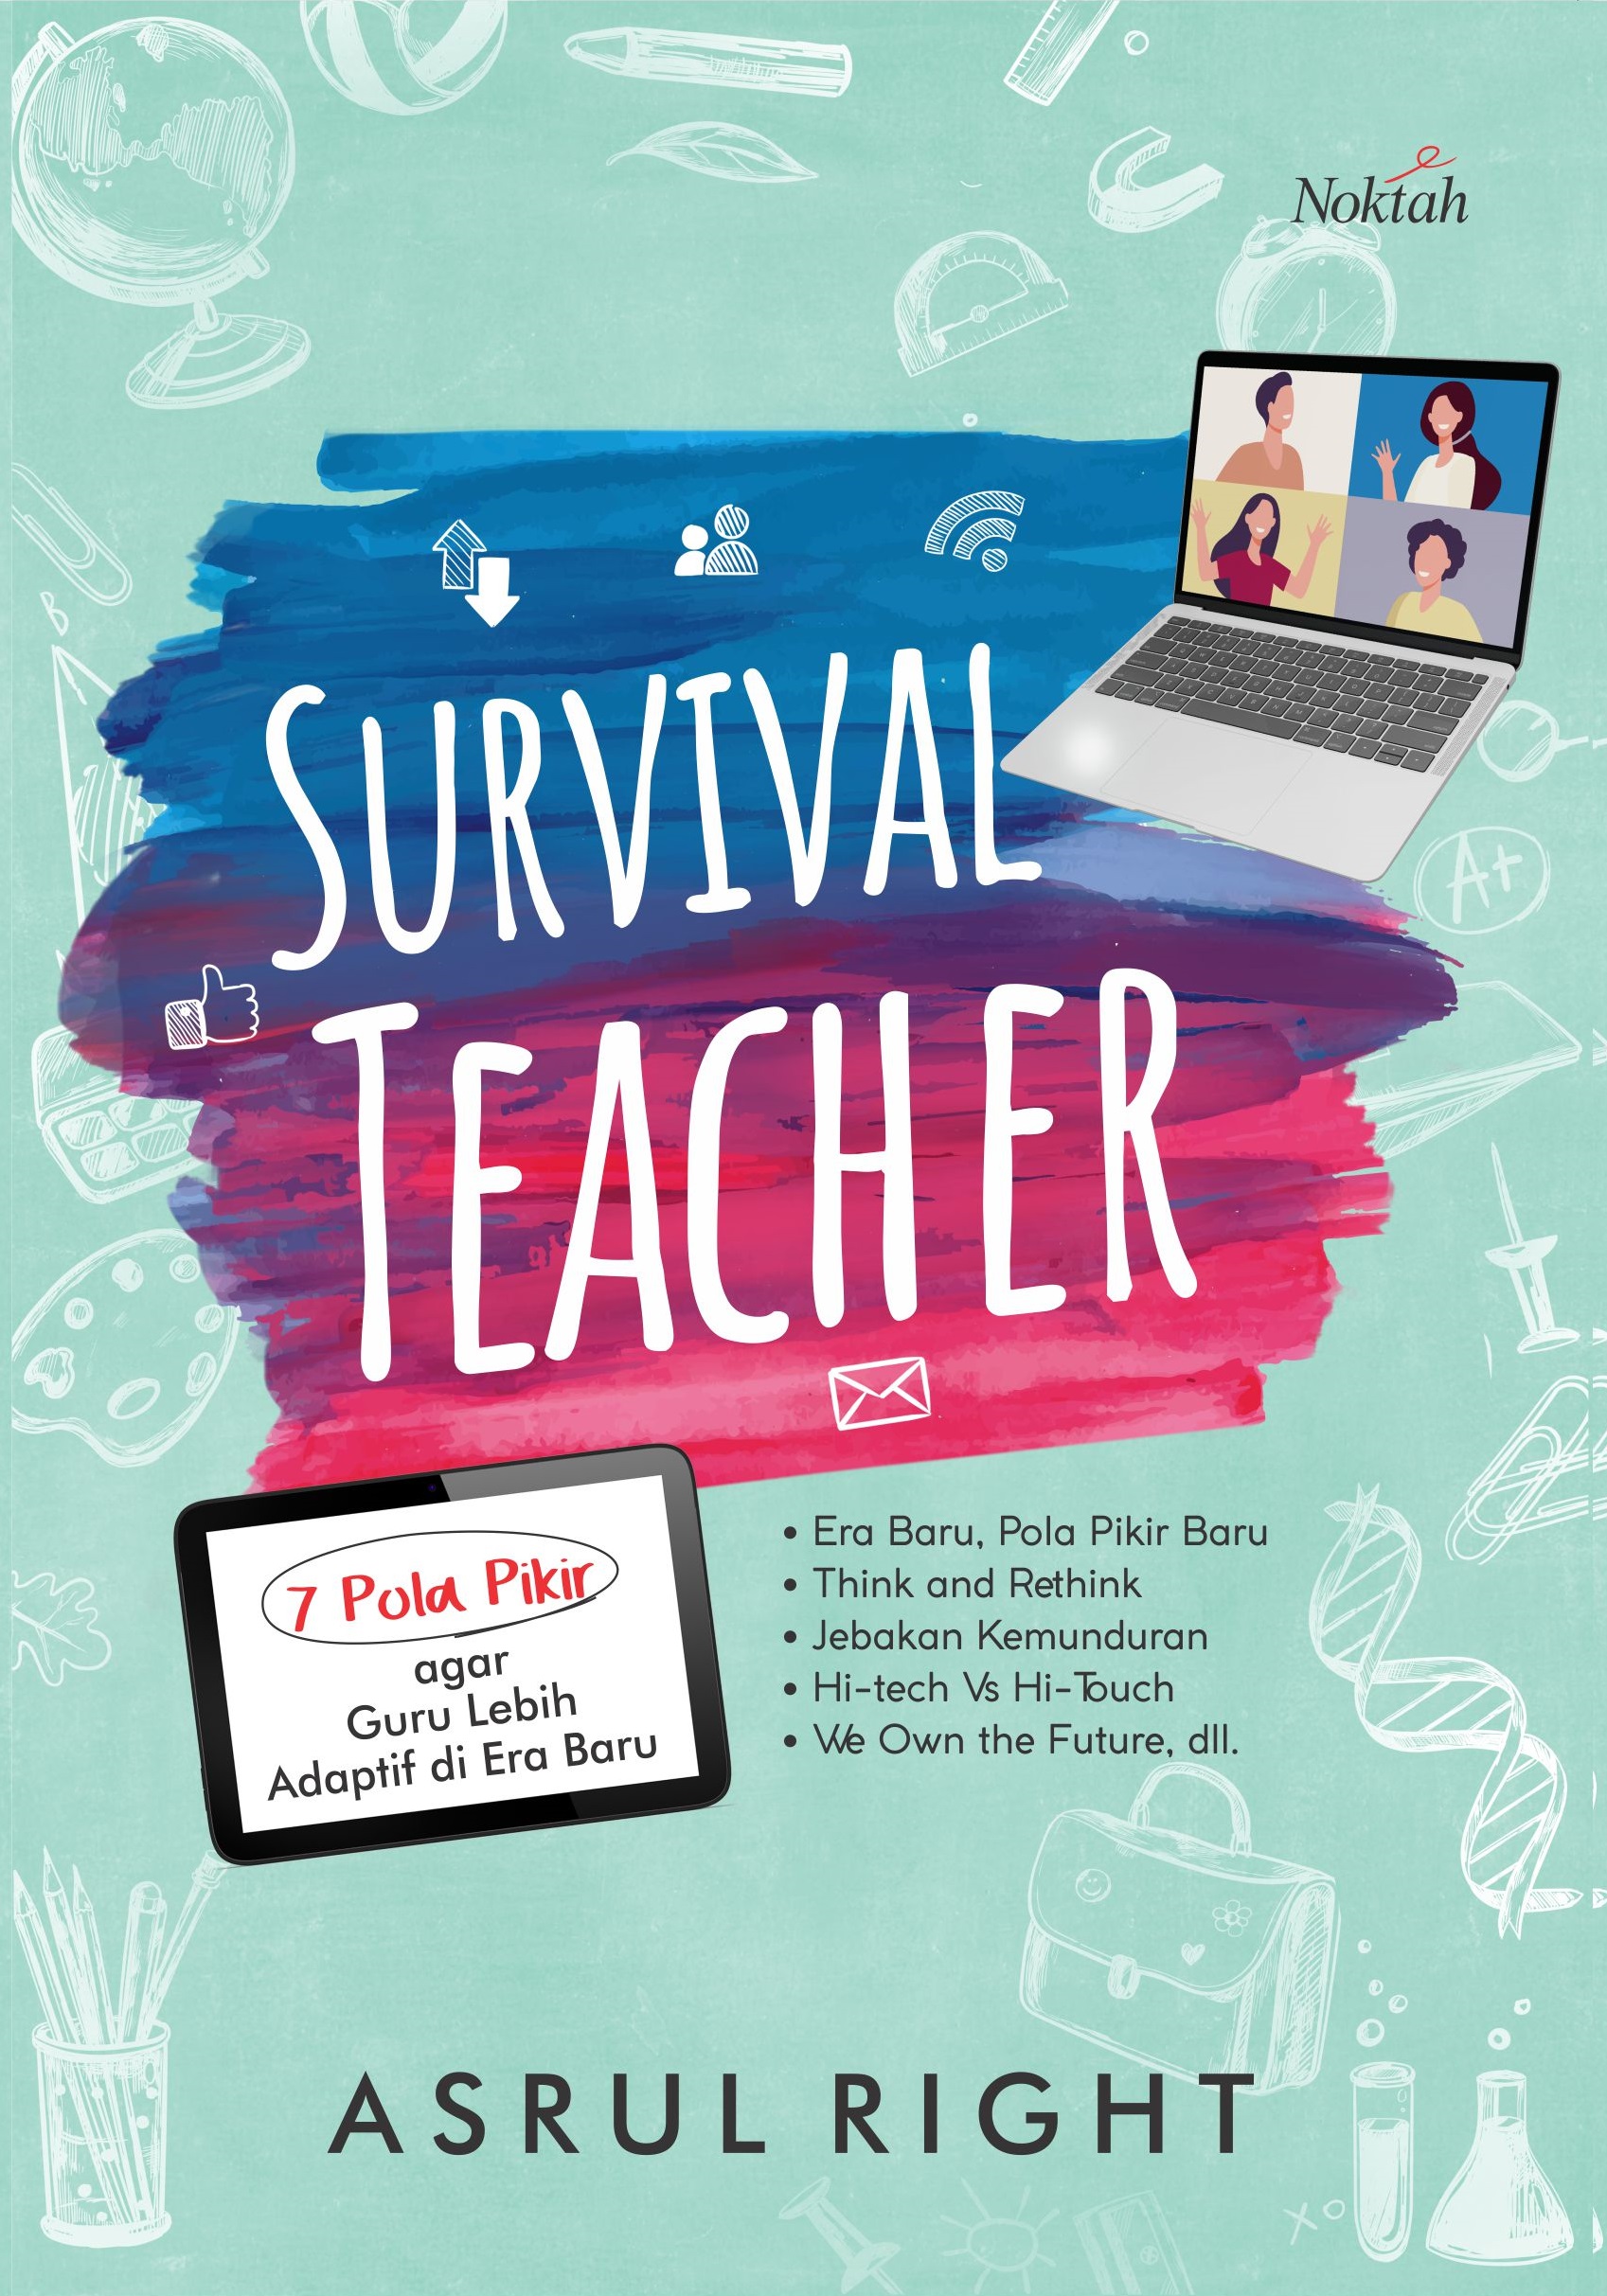 Noktah
SURVIVAL
TEACHER
B
A+
7 Pola Pikir
agar
Guru Lebih
Adaptif di Era Baru
• Era Baru, Pola Pikir Baru
• Think and Rethink
• Jebakan Kemunduran
• Hi-tech Vs Hi-Touch
• We Own the Future, dll.
ASRUL RIGHT